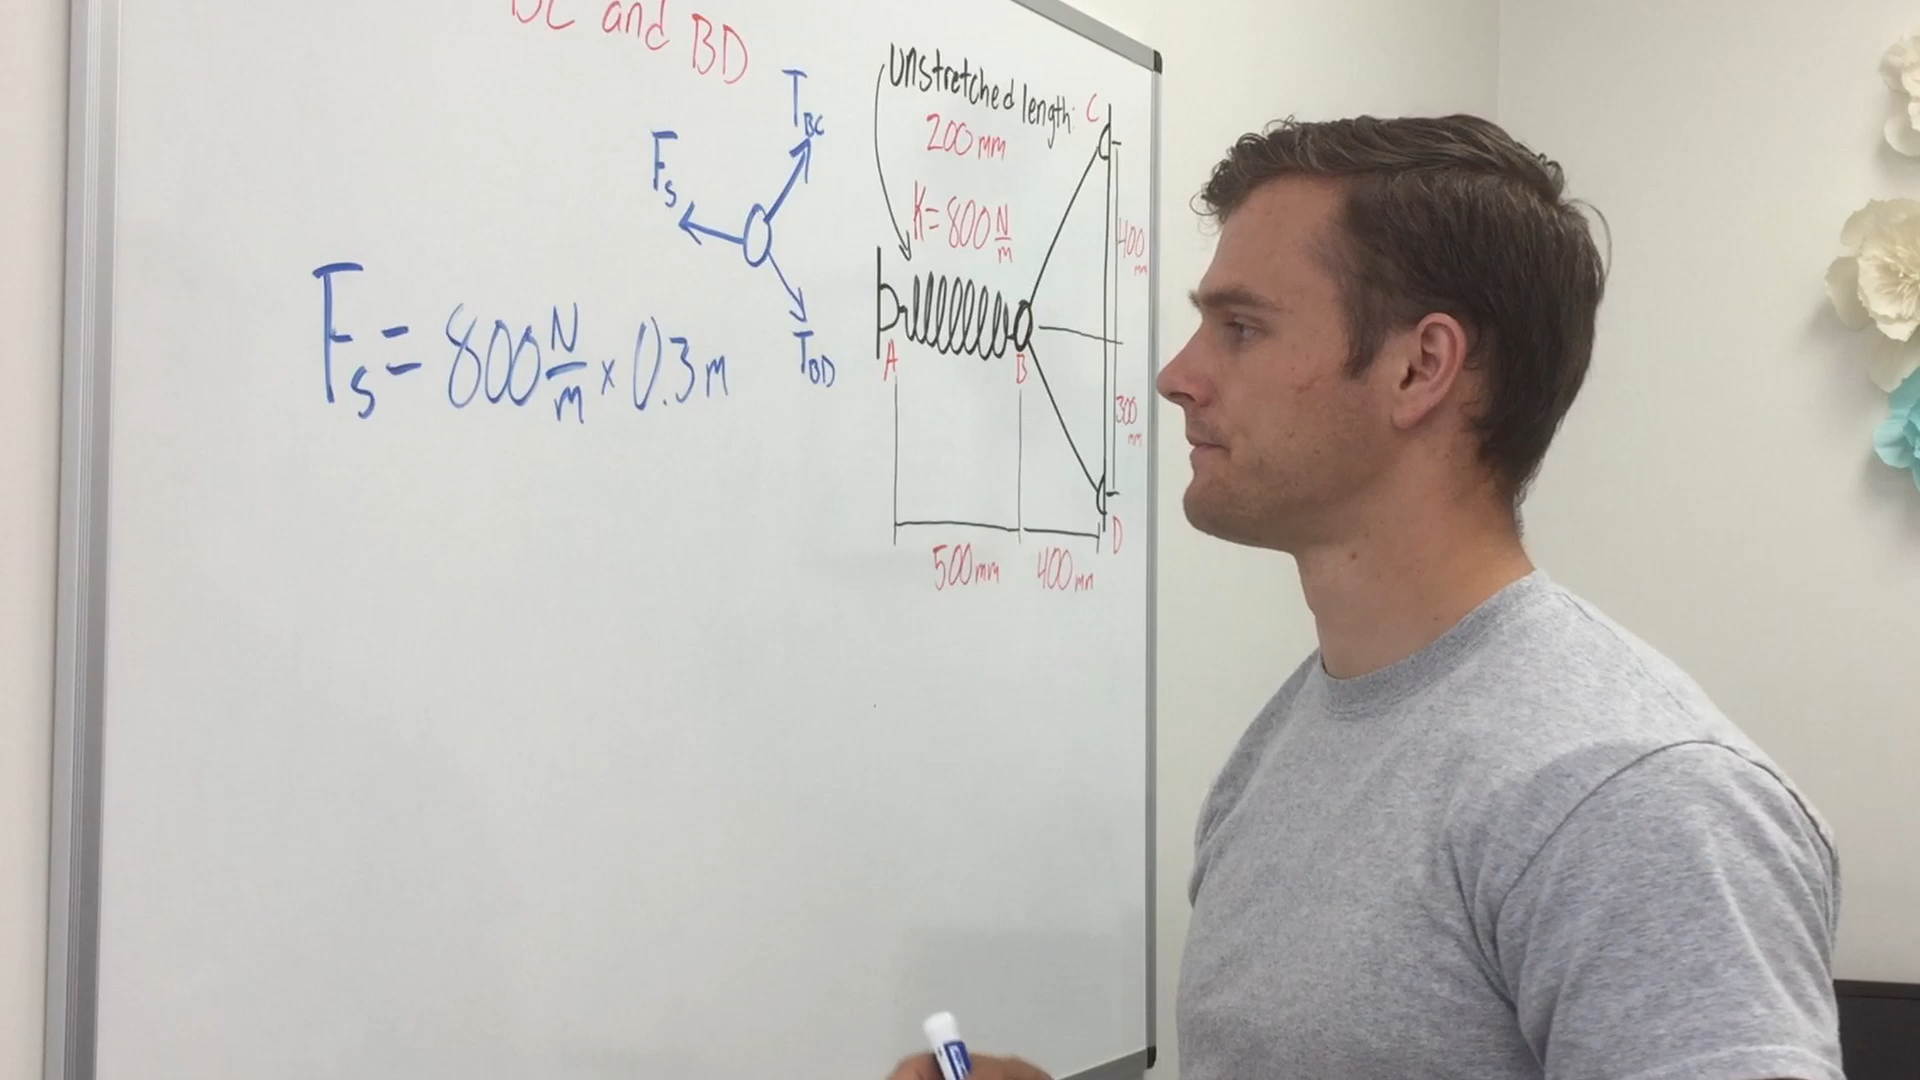 BC and BD
T_BC
F_s
T_BD
F_s = 800 N/m x 0.3 m
Unstretched length:
200 mm
K = 800 N/m
C
400
mm
A
B
300
mm
D
500 mm
400 mm